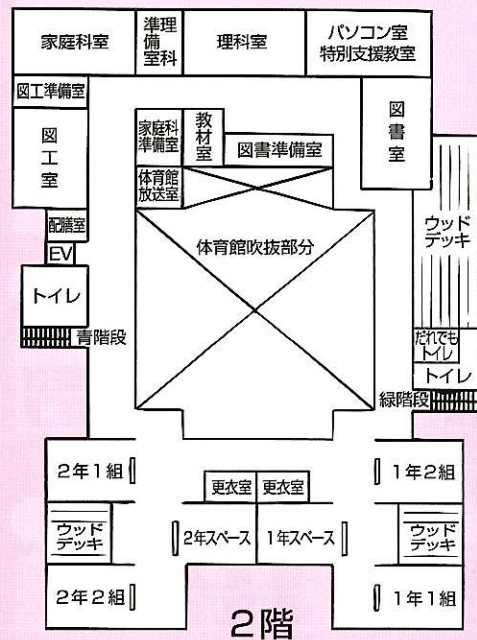 家庭科室
準備室
理科
理科室
パソコン室
特別支援教室
図工準備室
図工室
家庭科
準備室
教材室
図書準備室
図書室
体育館
放送室
ウッド
デッキ
配膳室
EV
体育館吹抜部分
トイレ
青階段
だれでも
トイレ
トイレ
緑階段
2年1組
更衣室
更衣室
1年2組
ウッド
デッキ
2年スペース
1年スペース
ウッド
デッキ
2年2組
1年1組
2階